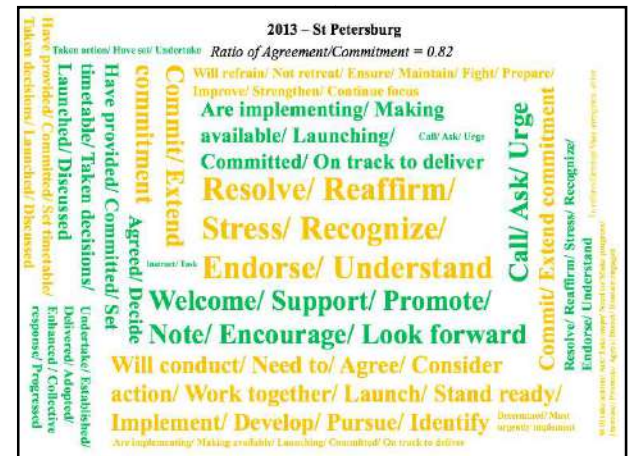 2013 – St Petersburg
Ratio of Agreement/Commitment = 0.82
Taken action/ Have set/ Undertake
Have provided/ Committed/ Set timetable/
Taken decisions/ Launched/ Discussed
Have provided/ Committed/ Set
timetable/ Taken decisions/
Launched/ Discussed
Commit/ Extend
commitment
Will refrain/ Not retreat/ Ensure/ Maintain/ Fight/ Prepare/
Improve/ Strengthen/ Continue focus
Are implementing/ Making
available/ Launching/
Committed/ On track to deliver
Call/ Ask/ Urge
Call/ Ask/ Urge
Commit/ Extend commitment
Resolve/ Reaffirm/ Stress/ Recognize/
Endorse/ Understand
Resolve/ Reaffirm/
Stress/ Recognize/
Endorse/ Understand
Agreed/ Decide
Instruct/ Task
Welcome/ Support/ Promote/
Note/ Encourage/ Look forward
Undertake/ Established/
Delivered/ Adopted/
Enhanced / Collective
response/ Progressed
Will conduct/ Need to/ Agree/ Consider
action/ Work together/ Launch/ Stand ready/
Implement/ Develop/ Pursue/ Identify
Determined/ Must
urgently implement
Are implementing/ Making available/ Launching/ Committed/ On track to deliver